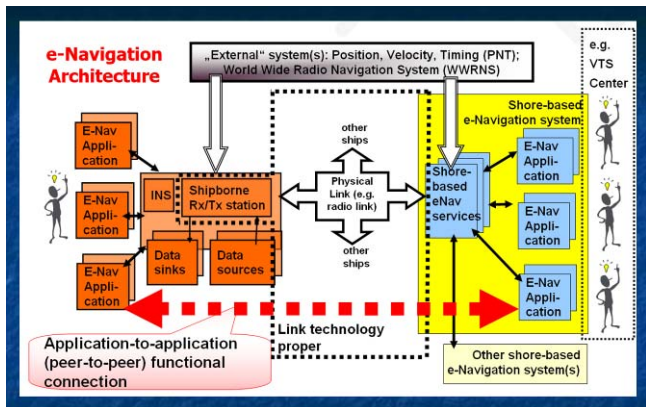 e-Navigation
Architecture
„External“ system(s): Position, Velocity, Timing (PNT);
World Wide Radio Navigation System (WWRNS)
e.g.
VTS
Center
Shore-based
e-Navigation system
E-Nav
Appli-
cation
E-Nav
Appli-
cation
E-Nav
Appli-
cation
INS
Shipborne
Rx/Tx station
Data
sinks
Data
sources
other
ships
Physical
Link (e.g.
radio link)
other
ships
Shore-
based
eNav
services
E-Nav
Appli-
cation
E-Nav
Appli-
cation
E-Nav
Appli-
cation
Link technology
proper
Application-to-application
(peer-to-peer) functional
connection
Other shore-based
e-Navigation system(s)